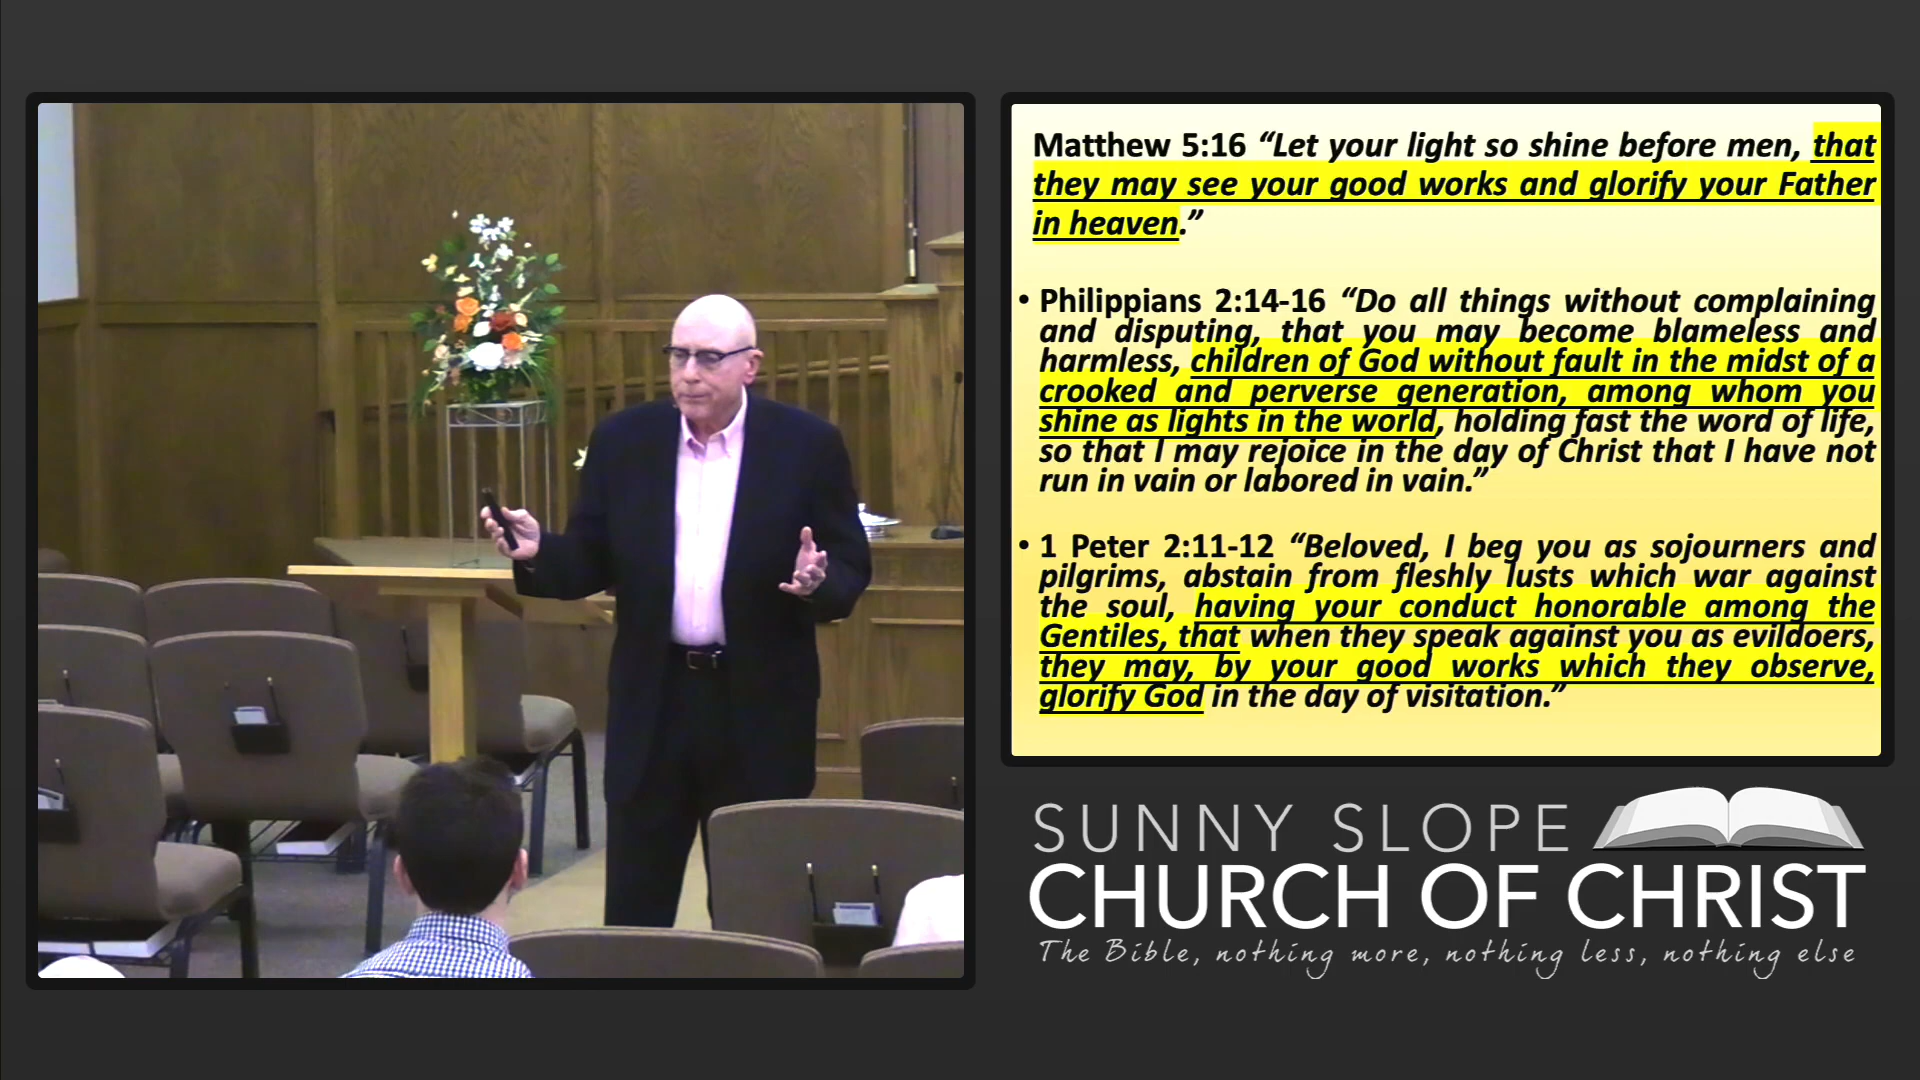 Matthew 5:16 “Let your light so shine before men, that
they may see your good works and glorify your Father
in heaven.”
• Philippians 2:14-16 “Do all things without complaining
and disputing, that you may become blameless and
harmless, children of God without fault in the midst of a
crooked and perverse generation, among whom you
shine as lights in the world, holding fast the word of life,
so that I may rejoice in the day of Christ that I have not
run in vain or labored in vain.”
• 1 Peter 2:11-12 “Beloved, I beg you as sojourners and
pilgrims, abstain from fleshly lusts which war against
the soul, having your conduct honorable among the
Gentiles, that when they speak against you as evildoers,
they may, by your good works which they observe,
glorify God in the day of visitation.”
SUNNY SLOPE
CHURCH OF CHRIST
The Bible, nothing more, nothing less, nothing else